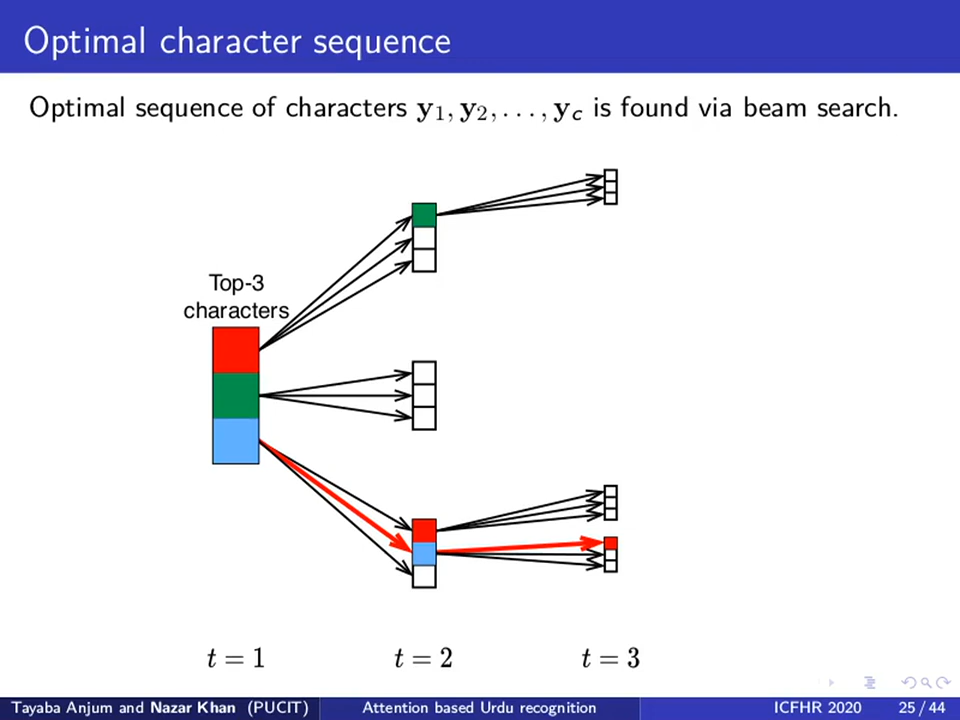 Optimal character sequence
Optimal sequence of characters y₁, y₂, . . . , y_c is found via beam search.
Top-3
characters
t = 1
t = 2
t = 3
Tayaba Anjum and Nazar Khan (PUCIT)
Attention based Urdu recognition
ICFHR 2020
25 / 44